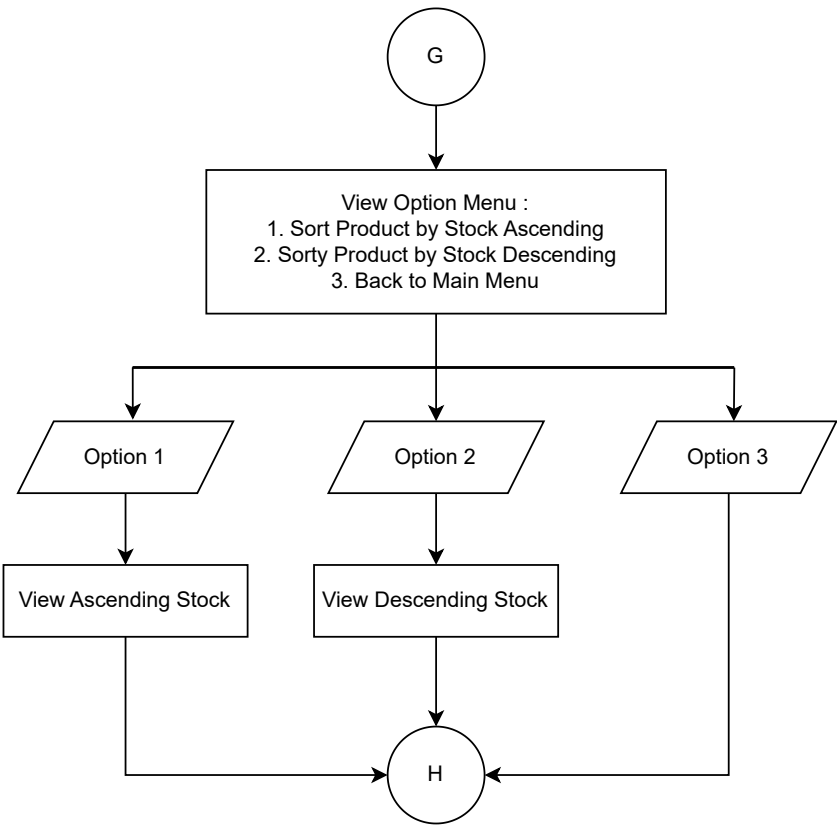 G
View Option Menu :
1. Sort Product by Stock Ascending
2. Sorty Product by Stock Descending
3. Back to Main Menu
Option 1
Option 2
Option 3
View Ascending Stock
View Descending Stock
H